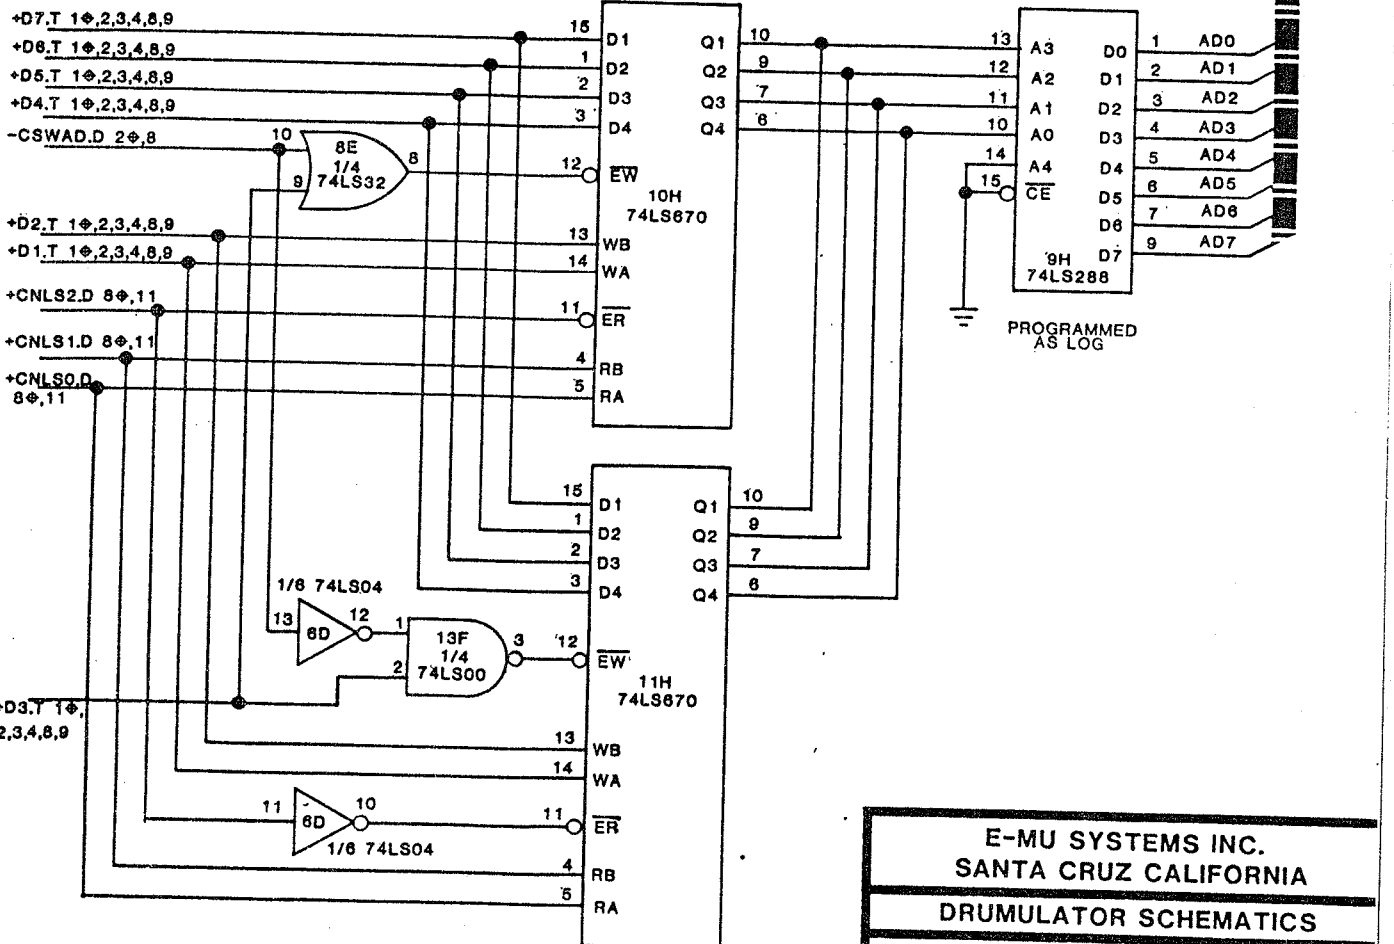 +D7.T 1⌖,2,3,4,8,9
+D6.T 1⌖,2,3,4,8,9
+D5.T 1⌖,2,3,4,8,9
+D4.T 1⌖,2,3,4,8,9
-CSWAD.D 2⌖,8
+D2.T 1⌖,2,3,4,8,9
+D1.T 1⌖,2,3,4,8,9
+CNLS2.D 8⌖,11
+CNLS1.D 8⌖,11
+CNLS0.D
8⌖,11
+D3.T 1⌖,
2,3,4,8,9
10
9
8E
1/4
74LS32
8
15 D1
1 D2
2 D3
3 D4
12 EW
13 WB
14 WA
11 ER
4 RB
5 RA
10H
74LS670
Q1 10
Q2 9
Q3 7
Q4 6
13 A3
12 A2
11 A1
10 A0
14 A4
15 CE
D0 1 AD0
D1 2 AD1
D2 3 AD2
D3 4 AD3
D4 5 AD4
D5 6 AD5
D6 7 AD6
D7 9 AD7
9H
74LS288
PROGRAMMED
AS LOG
15 D1
1 D2
2 D3
3 D4
12 EW
13 WB
14 WA
11 ER
4 RB
5 RA
11H
74LS670
Q1 10
Q2 9
Q3 7
Q4 6
1/6 74LS04
13 6D 12
1
2
13F
1/4
74LS00
3
11 6D 10
1/6 74LS04
E-MU SYSTEMS INC.
SANTA CRUZ CALIFORNIA
DRUMULATOR SCHEMATICS